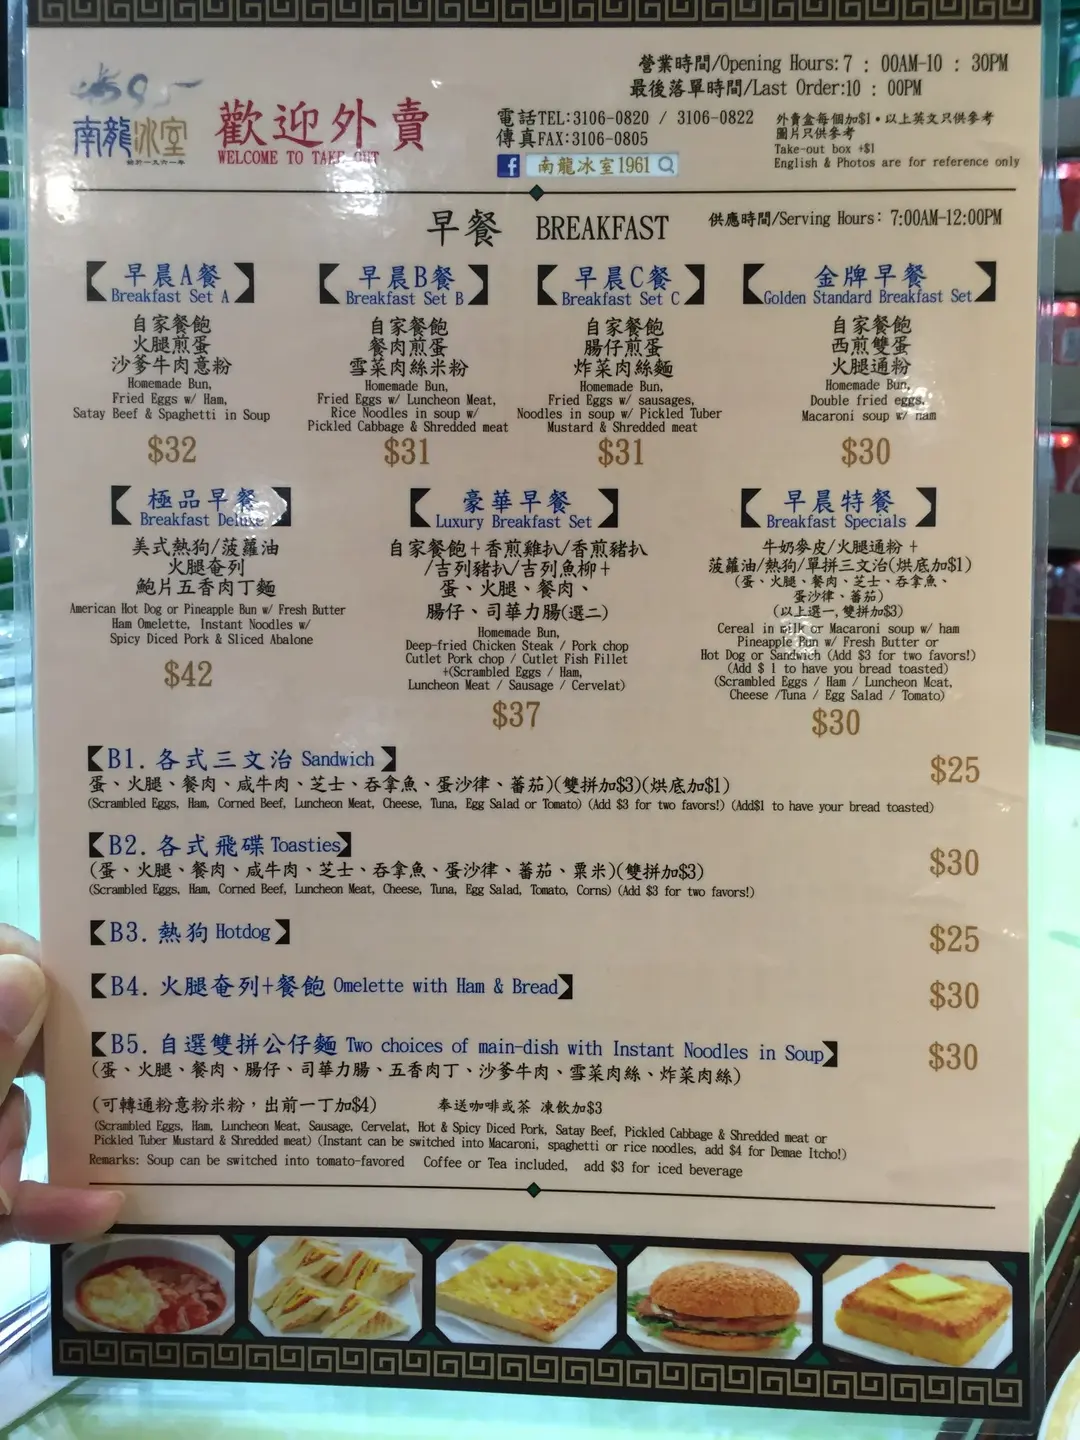 營業時間/Opening Hours:7 : 00AM-10 : 30PM
最後落單時間/Last Order:10 : 00PM
南龍冰室
始於一九六一年
歡迎外賣
WELCOME TO TAKE OUT
電話TEL:3106-0820 / 3106-0822
傳真FAX:3106-0805
南龍冰室1961
外賣盒每個加$1•以上英文只供參考
圖片只供參考
Take-out box +$1
English & Photos are for reference only
早餐 BREAKFAST
供應時間/Serving Hours: 7:00AM-12:00PM
早晨A餐
Breakfast Set A
自家餐飽
火腿煎蛋
沙爹牛肉意粉
Homemade Bun,
Fried Eggs w/ Ham,
Satay Beef & Spaghetti in Soup
$32
早晨B餐
Breakfast Set B
自家餐飽
餐肉煎蛋
雪菜肉絲米粉
Homemade Bun,
Fried Eggs w/ Luncheon Meat,
Rice Noodles in soup w/
Pickled Cabbage & Shredded meat
$31
早晨C餐
Breakfast Set C
自家餐飽
腸仔煎蛋
炸菜肉絲麵
Homemade Bun,
Fried Eggs w/ sausages,
Noodles in soup w/ Pickled Tuber
Mustard & Shredded meat
$31
金牌早餐
Golden Standard Breakfast Set
自家餐飽
西煎雙蛋
火腿通粉
Homemade Bun,
Double fried eggs,
Macaroni soup w/ ham
$30
極品早餐
Breakfast Deluxe
美式熱狗/菠蘿油
火腿奄列
鮑片五香肉丁麵
American Hot Dog or Pineapple Bun w/ Fresh Butter
Ham Omelette, Instant Noodles w/
Spicy Diced Pork & Sliced Abalone
$42
豪華早餐
Luxury Breakfast Set
自家餐飽+香煎雞扒/香煎豬扒
/吉列豬扒/吉列魚柳+
蛋、火腿、餐肉、
腸仔、司華力腸(選二)
Homemade Bun,
Deep-fried Chicken Steak / Pork chop
Cutlet Pork chop / Cutlet Fish Fillet
+(Scrambled Eggs / Ham,
Luncheon Meat / Sausage / Cervelat)
$37
早晨特餐
Breakfast Specials
牛奶麥皮/火腿通粉 +
菠蘿油/熱狗/單拼三文治(烘底加$1)
(蛋、火腿、餐肉、芝士、吞拿魚、
蛋沙律、蕃茄)
(以上選一,雙拼加$3)
Cereal in milk or Macaroni soup w/ ham
Pineapple Bun w/ Fresh Butter or
Hot Dog or Sandwich (Add $3 for two favors!)
(Add $ 1 to have you bread toasted)
(Scrambled Eggs / Ham / Luncheon Meat,
Cheese /Tuna / Egg Salad / Tomato)
$30
B1. 各式三文治 Sandwich
$25
蛋、火腿、餐肉、咸牛肉、芝士、吞拿魚、蛋沙律、蕃茄)(雙拼加$3)(烘底加$1)
(Scrambled Eggs, Ham, Corned Beef, Luncheon Meat, Cheese, Tuna, Egg Salad or Tomato) (Add $3 for two favors!) (Add$1 to have your bread toasted)
B2. 各式飛碟 Toasties
$30
(蛋、火腿、餐肉、咸牛肉、芝士、吞拿魚、蛋沙律、蕃茄、粟米)(雙拼加$3)
(Scrambled Eggs, Ham, Corned Beef, Luncheon Meat, Cheese, Tuna, Egg Salad, Tomato, Corns) (Add $3 for two favors!)
B3. 熱狗 Hotdog
$25
B4. 火腿奄列+餐飽 Omelette with Ham & Bread
$30
B5. 自選雙拼公仔麵 Two choices of main-dish with Instant Noodles in Soup
$30
(蛋、火腿、餐肉、腸仔、司華力腸、五香肉丁、沙爹牛肉、雪菜肉絲、炸菜肉絲)
(可轉通粉意粉米粉，出前一丁加$4) 奉送咖啡或茶 凍飲加$3
(Scrambled Eggs, Ham, Luncheon Meat, Sausage, Cervelat, Hot & Spicy Diced Pork, Satay Beef, Pickled Cabbage & Shredded meat or
Pickled Tuber Mustard & Shredded meat) (Instant can be switched into Macaroni, spaghetti or rice noodles, add $4 for Demae Itcho!)
Remarks: Soup can be switched into tomato-favored Coffee or Tea included, add $3 for iced beverage